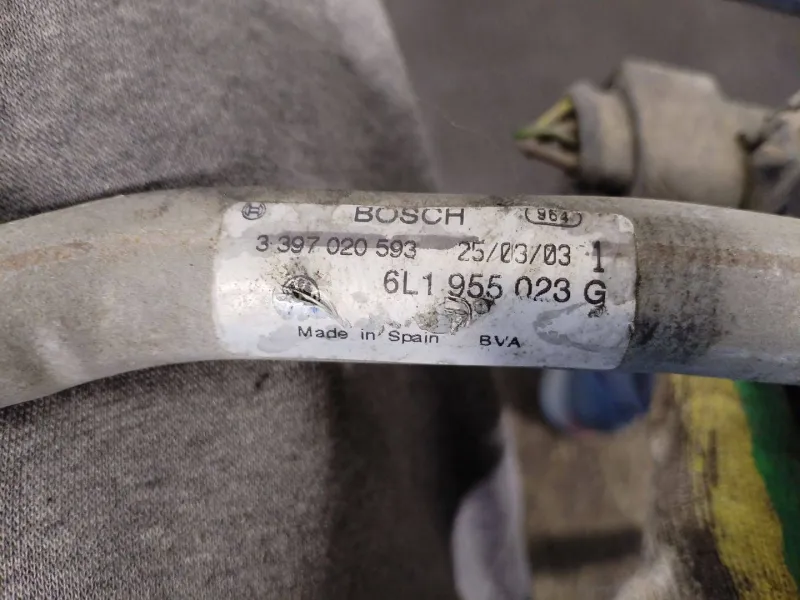 BOSCH 964
3 397 020 593 25/03/03 1
6L1 955 023 G
Made in Spain BVA